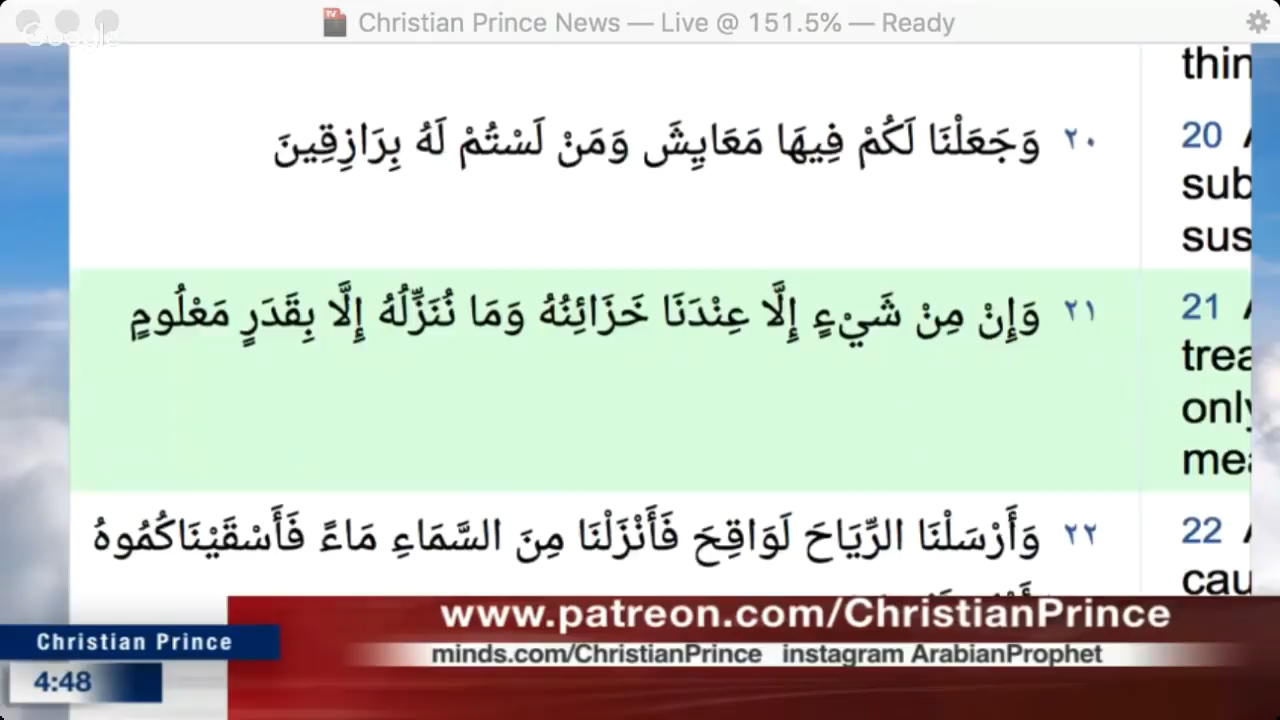 Christian Prince News — Live @ 151.5% — Ready
Google
thin
٢٠ وَجَعَلْنَا لَكُمْ فِيهَا مَعَايِشَ وَمَنْ لَسْتُمْ لَهُ بِرَازِقِينَ
20
sub
sus
٢١ وَإِنْ مِنْ شَيْءٍ إِلَّا عِنْدَنَا خَزَائِنُهُ وَمَا نُنَزِّلُهُ إِلَّا بِقَدَرٍ مَعْلُومٍ
21
trea
only
mea
٢٢ وَأَرْسَلْنَا الرِّيَاحَ لَوَاقِحَ فَأَنْزَلْنَا مِنَ السَّمَاءِ مَاءً فَأَسْقَيْنَاكُمُوهُ
22
cau
www.patreon.com/ChristianPrince
Christian Prince
minds.com/ChristianPrince instagram ArabianProphet
4:48